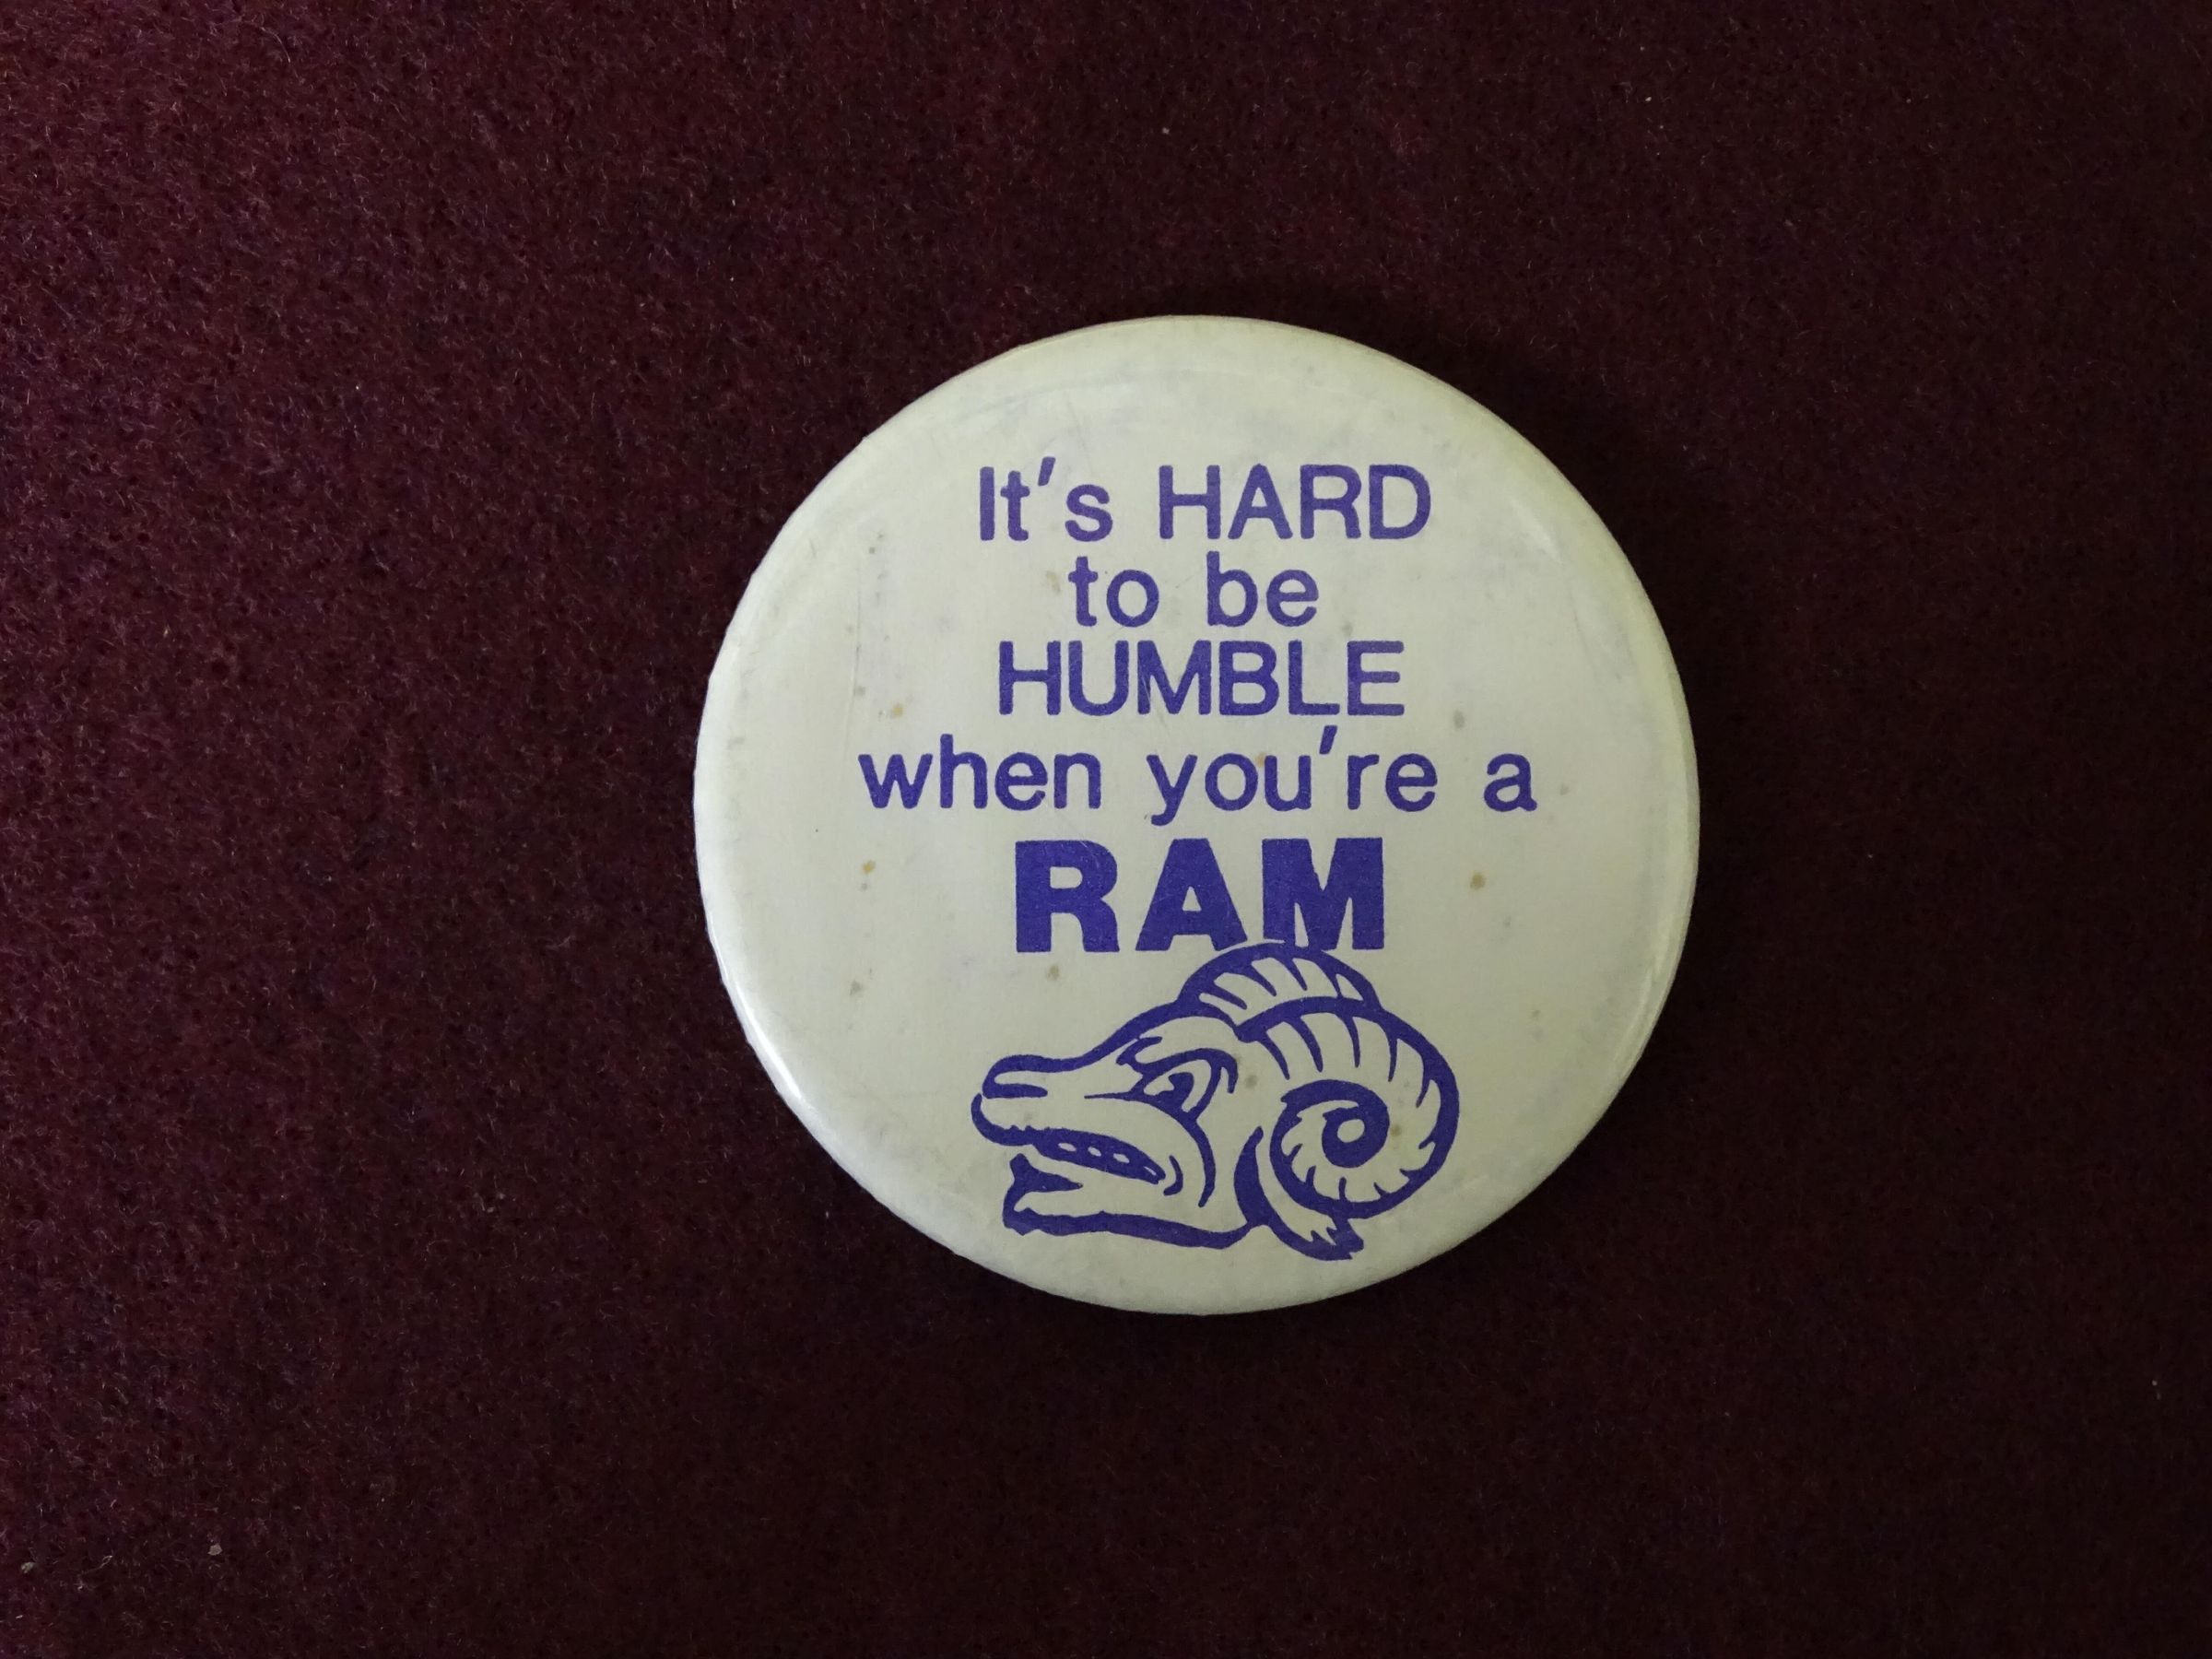 It's HARD
to be
HUMBLE
when you're a
RAM